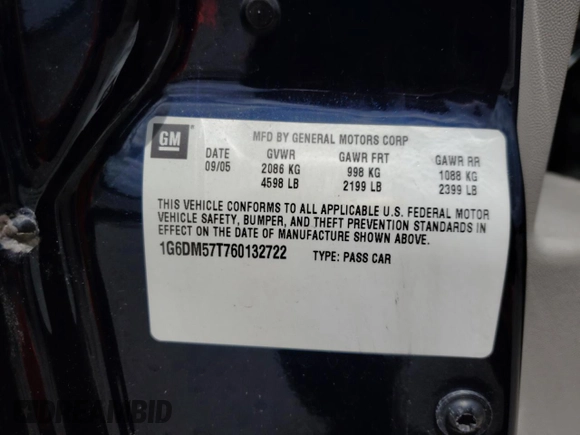 GM
MFD BY GENERAL MOTORS CORP
DATE GVWR GAWR FRT GAWR RR
09/05 2086 KG 998 KG 1088 KG
4598 LB 2199 LB 2399 LB
THIS VEHICLE CONFORMS TO ALL APPLICABLE U.S. FEDERAL MOTOR
VEHICLE SAFETY, BUMPER, AND THEFT PREVENTION STANDARDS IN
EFFECT ON THE DATE OF MANUFACTURE SHOWN ABOVE.
1G6DM57T760132722 TYPE: PASS CAR
DREAMBID